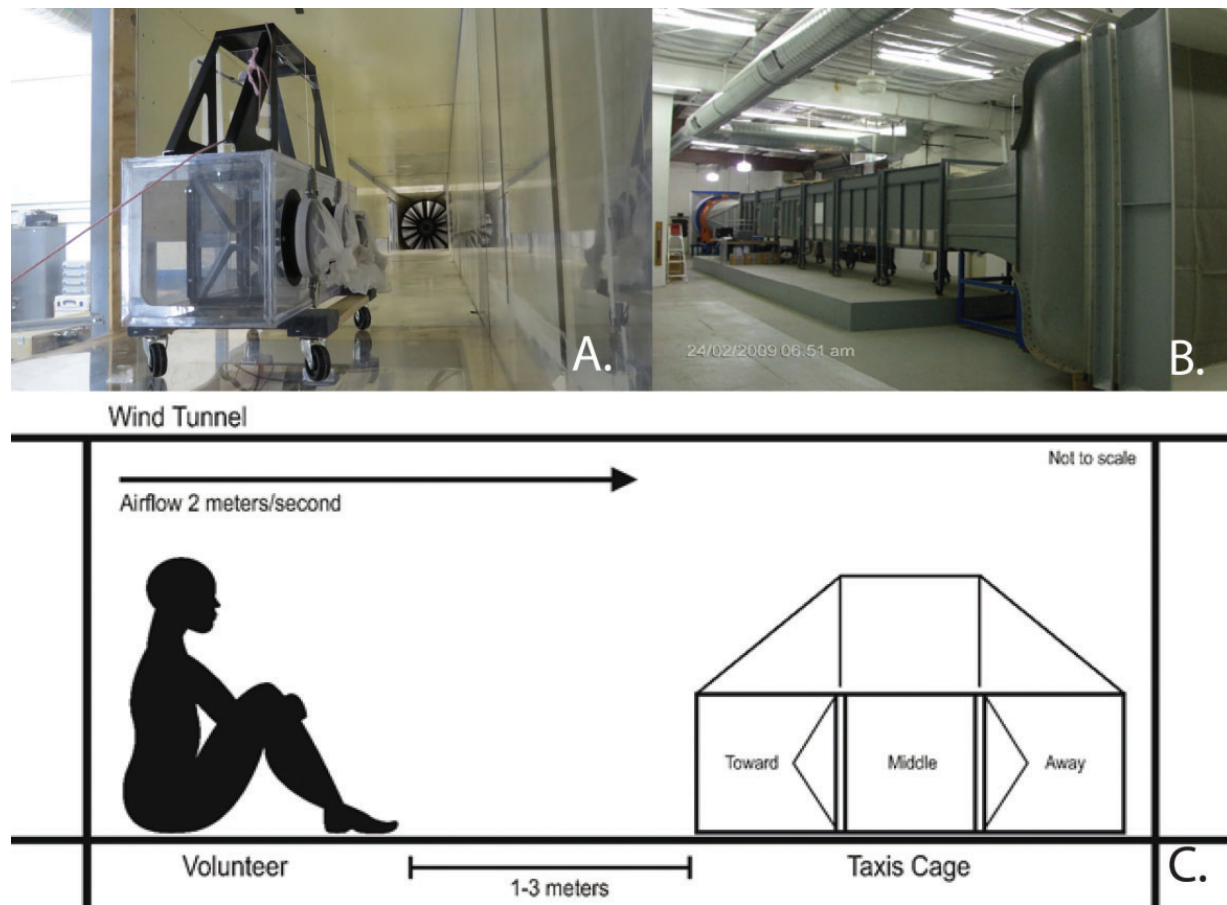 A.
24/02/2009 06:51 am
B.
Wind Tunnel
Not to scale
Airflow 2 meters/second
Toward
Middle
Away
Volunteer
Taxis Cage
C.
1-3 meters